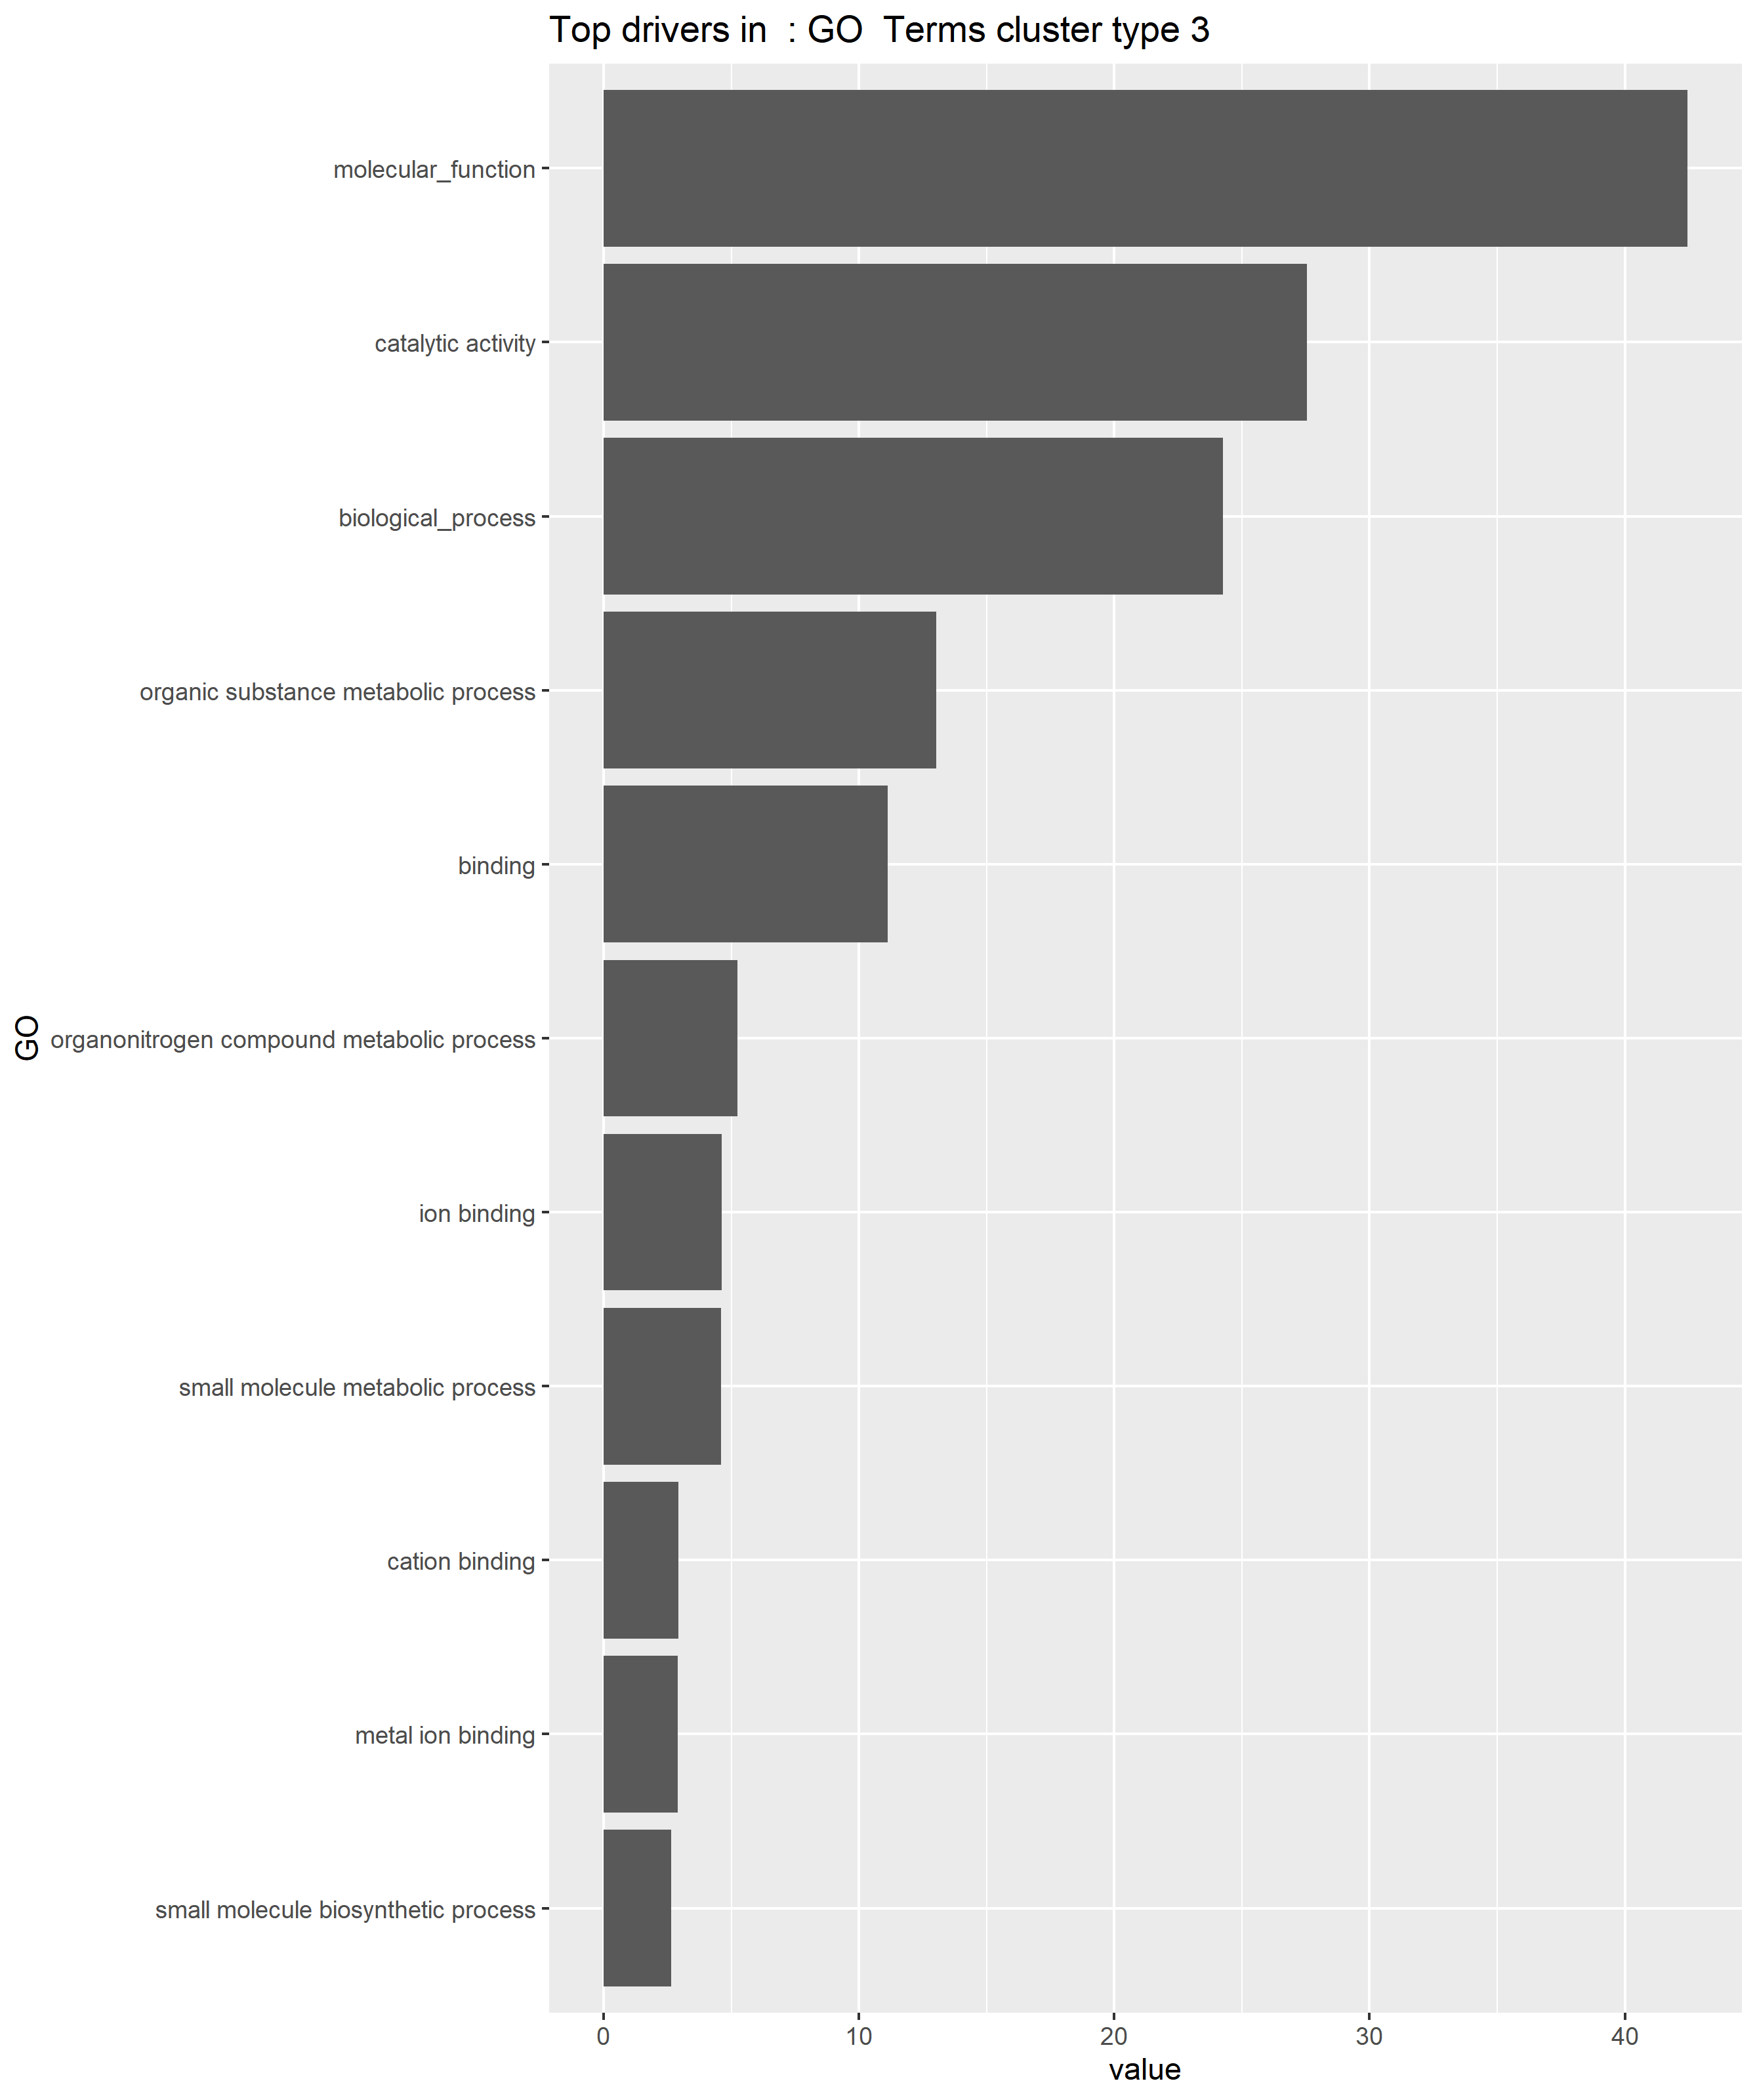 Top drivers in  : GO  Terms cluster type 3
molecular_function
catalytic activity
biological_process
organic substance metabolic process
binding
GO
organonitrogen compound metabolic process
ion binding
small molecule metabolic process
cation binding
metal ion binding
small molecule biosynthetic process
0 10 20 30 40
value